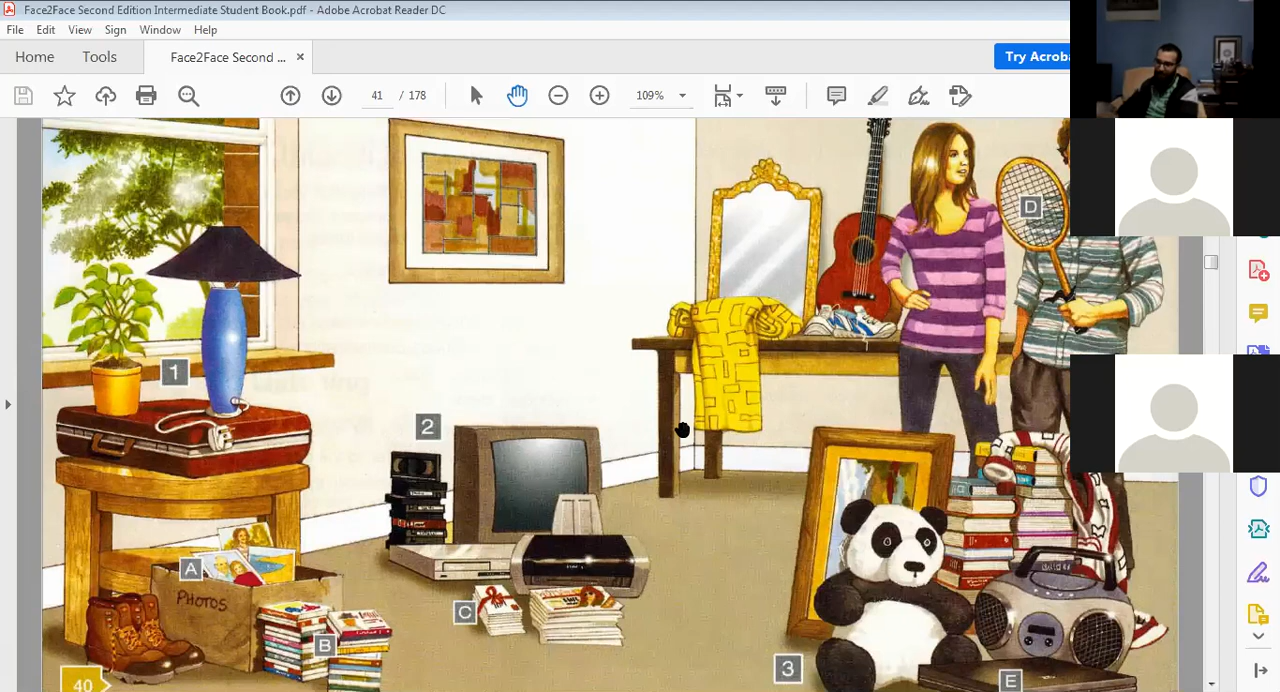 Face2Face Second Edition Intermediate Student Book.pdf - Adobe Acrobat Reader DC
File Edit View Sign Window Help
Home Tools Face2Face Second ... × Try Acroba
41 / 178 109%
D
1
2
A
PHOTOS
C
B
3
E
40